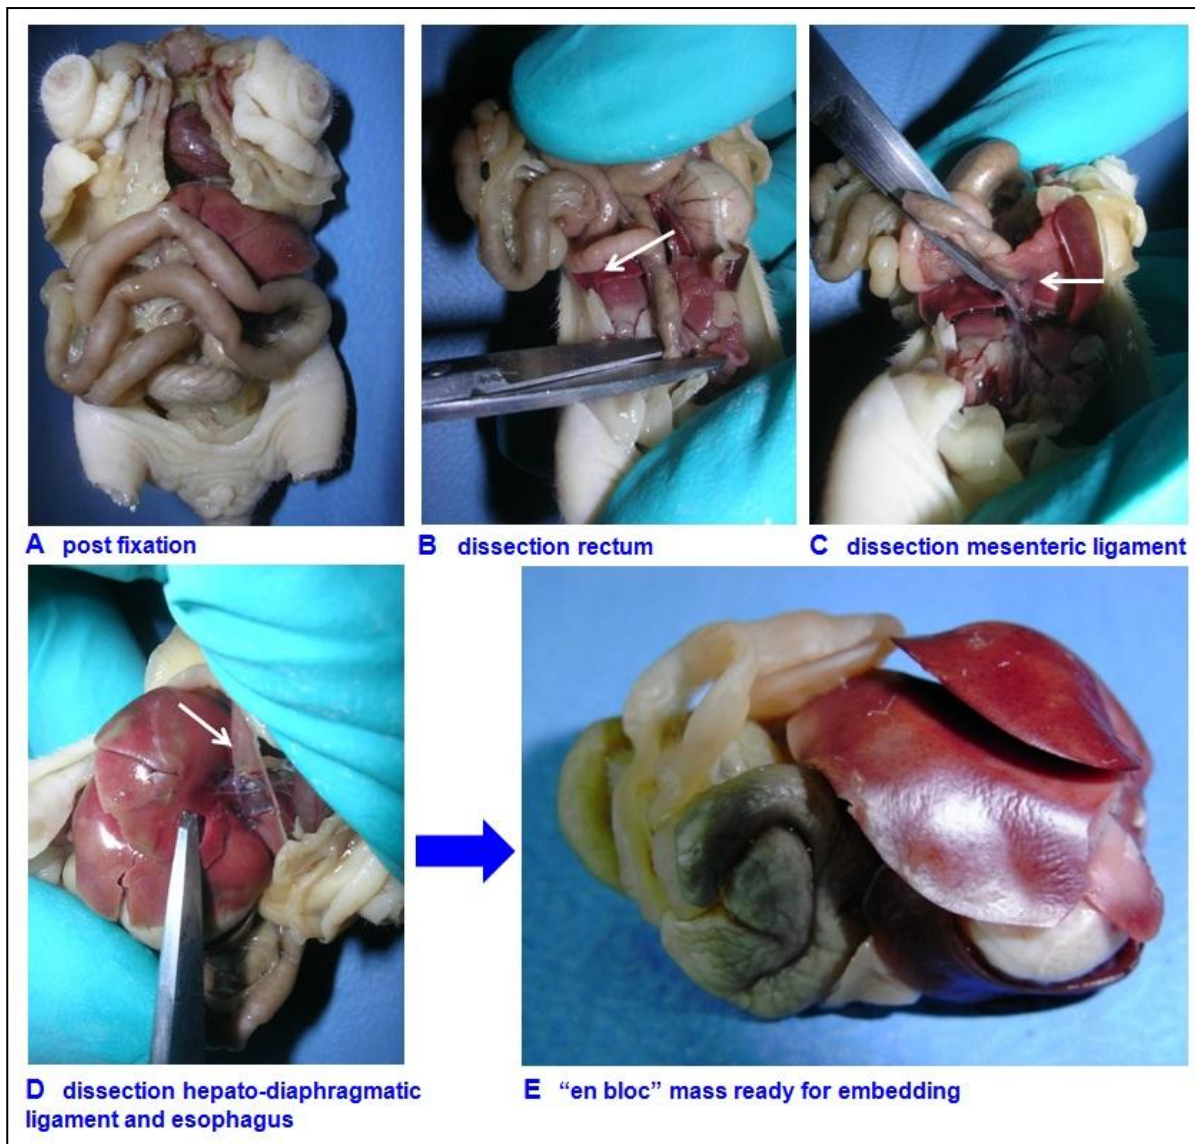 A post fixation
B dissection rectum
C dissection mesenteric ligament
D dissection hepato-diaphragmatic
ligament and esophagus
E “en bloc” mass ready for embedding